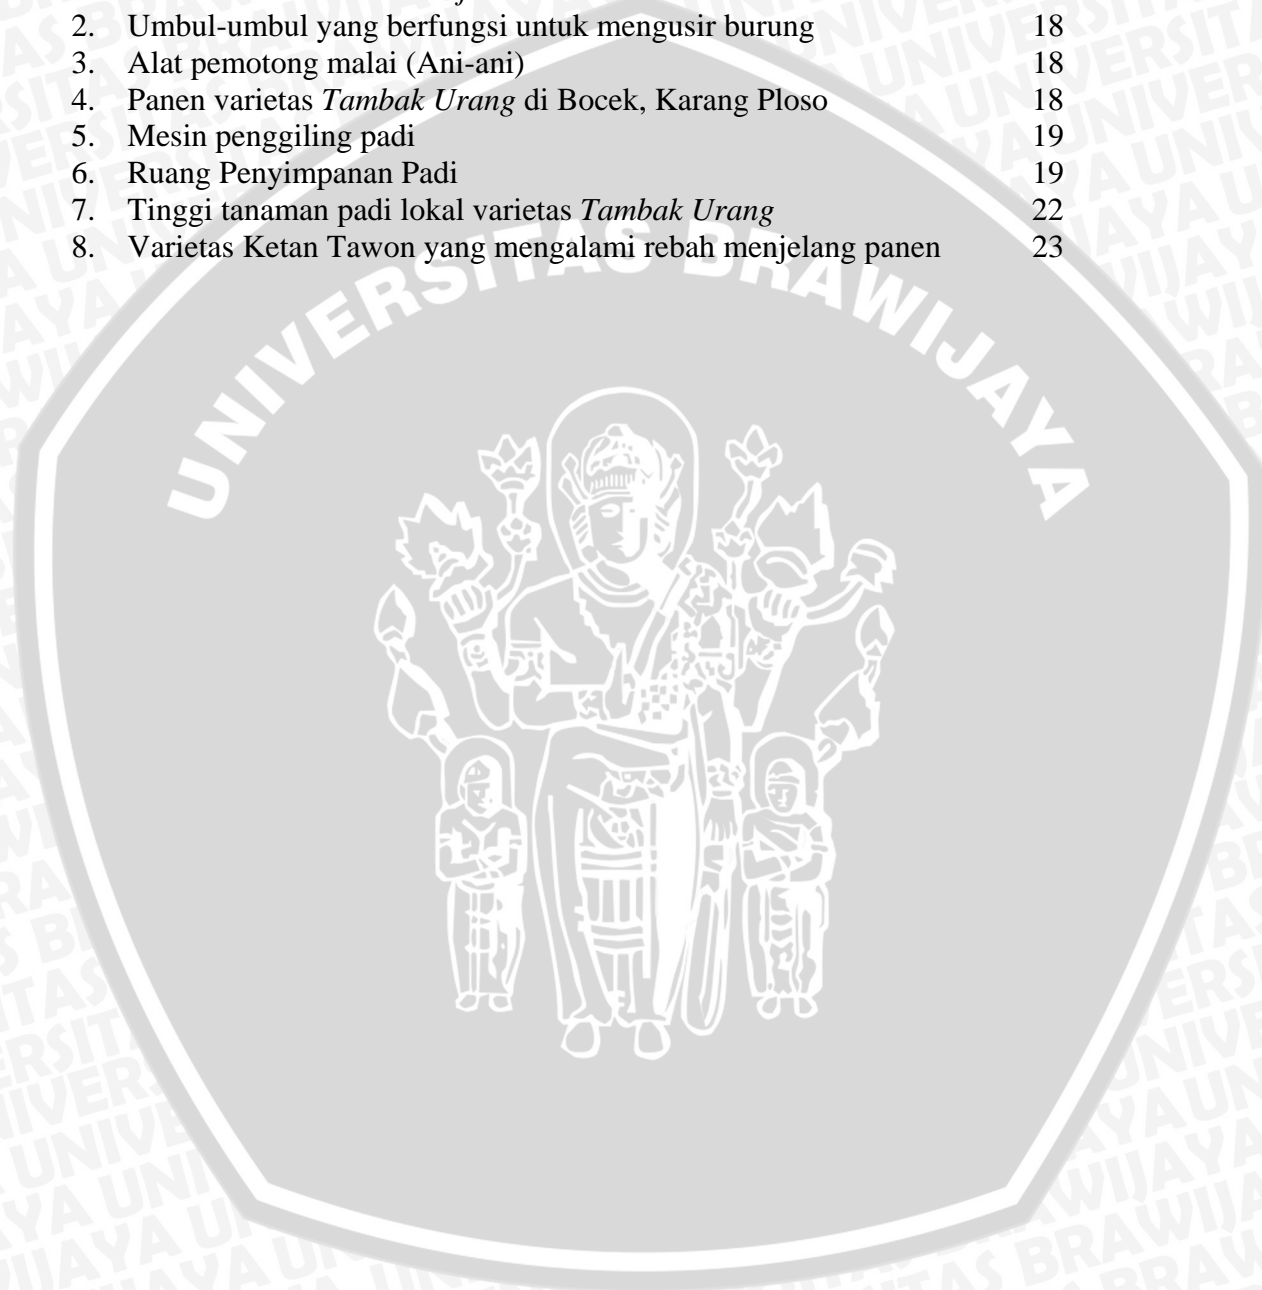 2. Umbul-umbul yang berfungsi untuk mengusir burung 18
3. Alat pemotong malai (Ani-ani) 18
4. Panen varietas Tambak Urang di Bocek, Karang Ploso 18
5. Mesin penggiling padi 19
6. Ruang Penyimpanan Padi 19
7. Tinggi tanaman padi lokal varietas Tambak Urang 22
8. Varietas Ketan Tawon yang mengalami rebah menjelang panen 23
UNIVERSITAS BRAWIJAYA